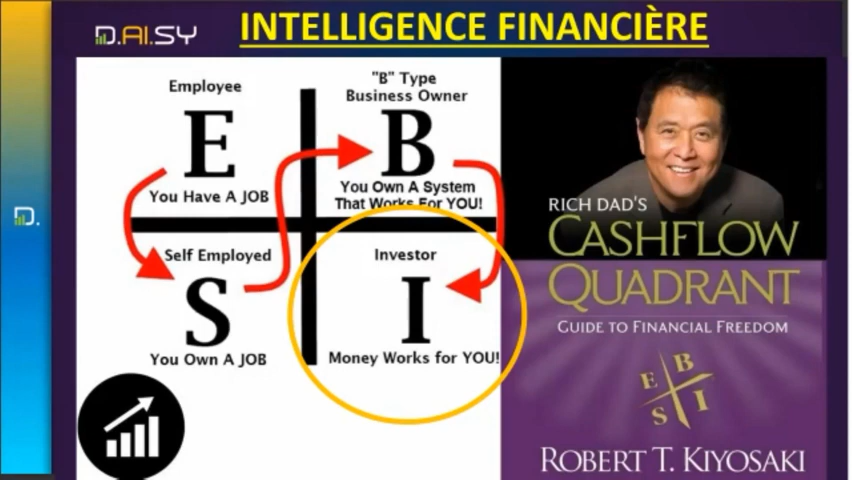 D.AI.SY
INTELLIGENCE FINANCIÈRE
Employee
E
You Have A JOB
"B" Type
Business Owner
B
You Own A System
That Works For YOU!
Self Employed
S
You Own A JOB
Investor
I
Money Works for YOU!
D.
RICH DAD'S
CASHFLOW
QUADRANT
GUIDE TO FINANCIAL FREEDOM
E B
S I
ROBERT T. KIYOSAKI